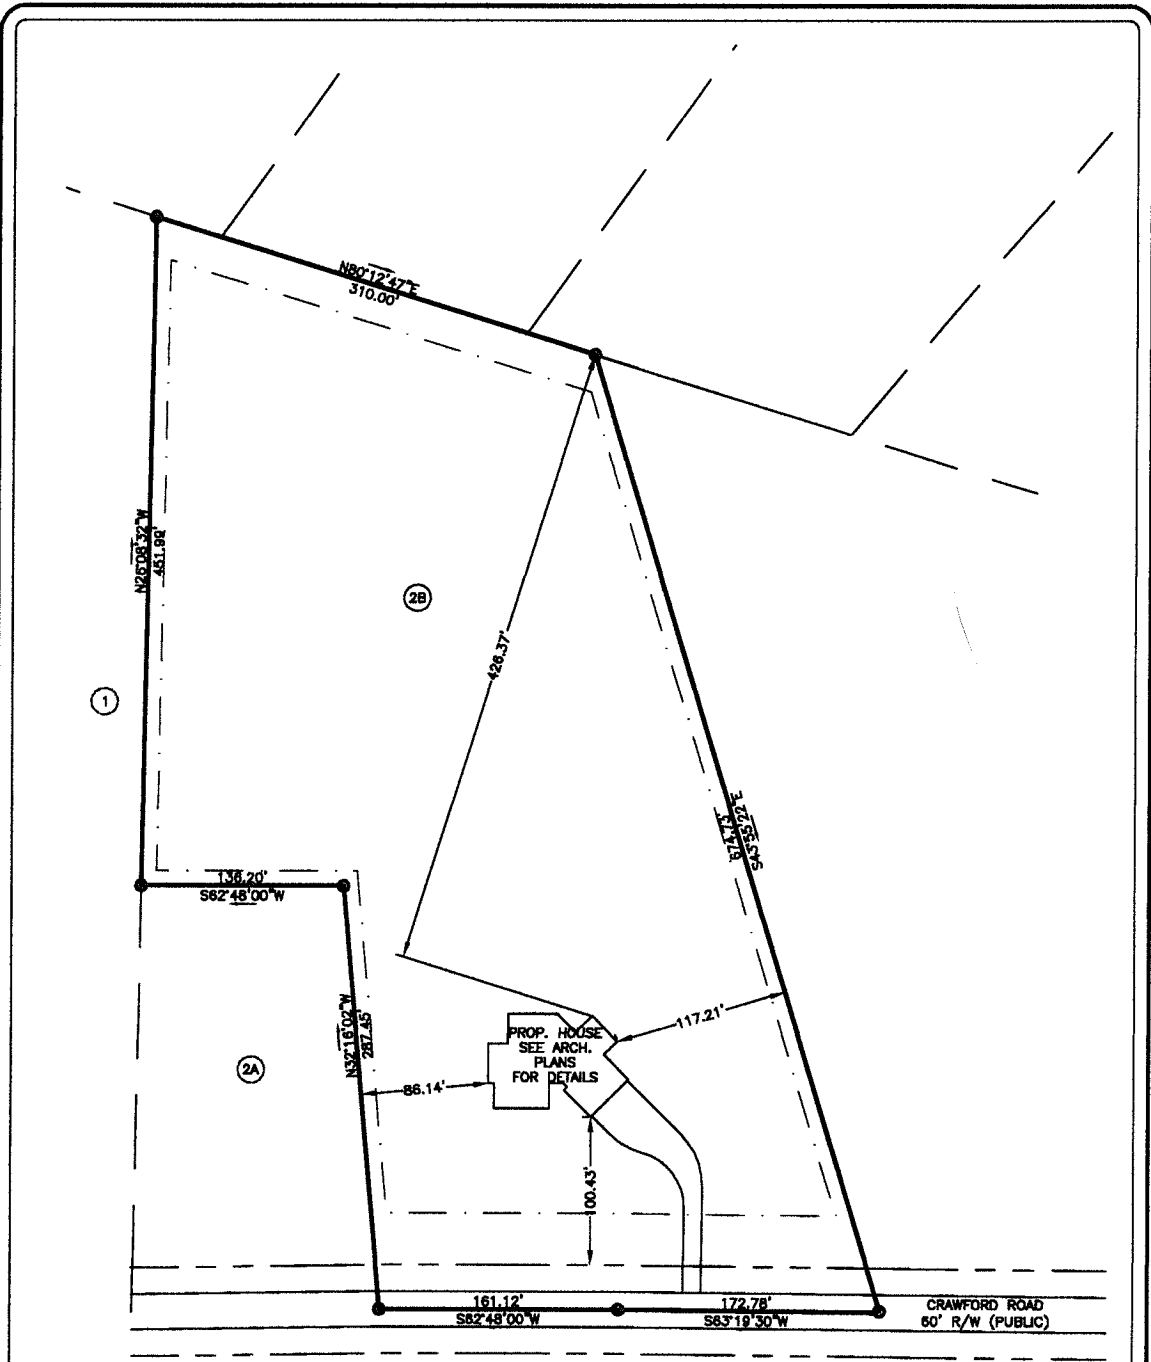 N80°12'47"E
310.00'
N26°08'32"W
451.99'
2B
426.37'
1
674.73'
S43°55'22"E
136.20'
S62°48'00"W
117.21'
PROP. HOUSE
SEE ARCH.
PLANS
FOR DETAILS
N32°16'02"W
287.45'
2A
86.14'
100.43'
161.12'
S62°48'00"W
172.78'
S63°19'30"W
CRAWFORD ROAD
60' R/W (PUBLIC)